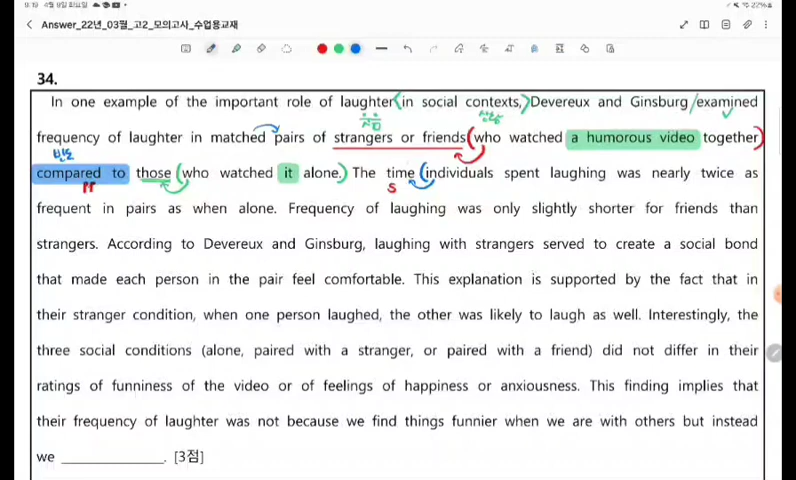 Answer_22년_03월_고2_모의고사_수업용교재
34.
In one example of the important role of laughter in social contexts, Devereux and Ginsburg examined
frequency of laughter in matched pairs of strangers or friends who watched a humorous video together
빈도
compared to those who watched it alone. The time individuals spent laughing was nearly twice as
S
frequent in pairs as when alone. Frequency of laughing was only slightly shorter for friends than
strangers. According to Devereux and Ginsburg, laughing with strangers served to create a social bond
that made each person in the pair feel comfortable. This explanation is supported by the fact that in
their stranger condition, when one person laughed, the other was likely to laugh as well. Interestingly, the
three social conditions (alone, paired with a stranger, or paired with a friend) did not differ in their
ratings of funniness of the video or of feelings of happiness or anxiousness. This finding implies that
their frequency of laughter was not because we find things funnier when we are with others but instead
we ______________. [3점]